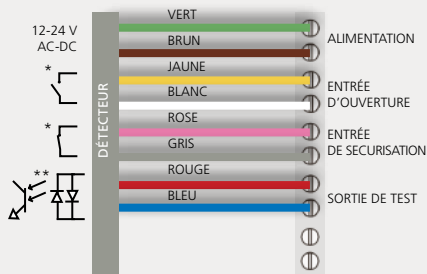 12-24 V
AC-DC
*
*
**
DÉTECTEUR
VERT
BRUN
JAUNE
BLANC
ROSE
GRIS
ROUGE
BLEU
ALIMENTATION
ENTRÉE
D'OUVERTURE
ENTRÉE
DE SECURISATION
SORTIE DE TEST